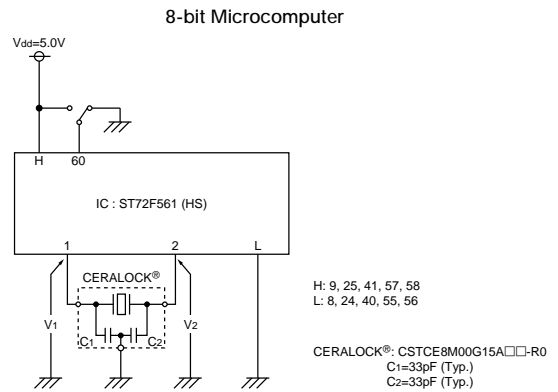 8-bit Microcomputer
Vdd=5.0V
H 60
IC : ST72F561 (HS)
1 2 L
CERALOCK®
V1 C1 C2 V2
H: 9, 25, 41, 57, 58
L: 8, 24, 40, 55, 56
CERALOCK®: CSTCE8M00G15A□□-R0
C1=33pF (Typ.)
C2=33pF (Typ.)